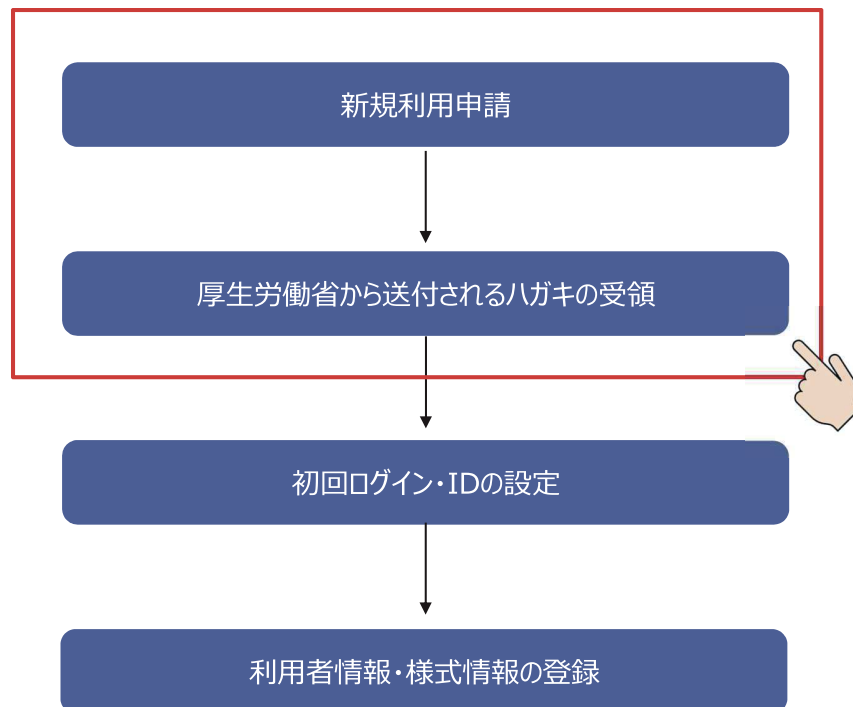 新規利用申請
厚生労働省から送付されるハガキの受領
初回ログイン・IDの設定
利用者情報・様式情報の登録